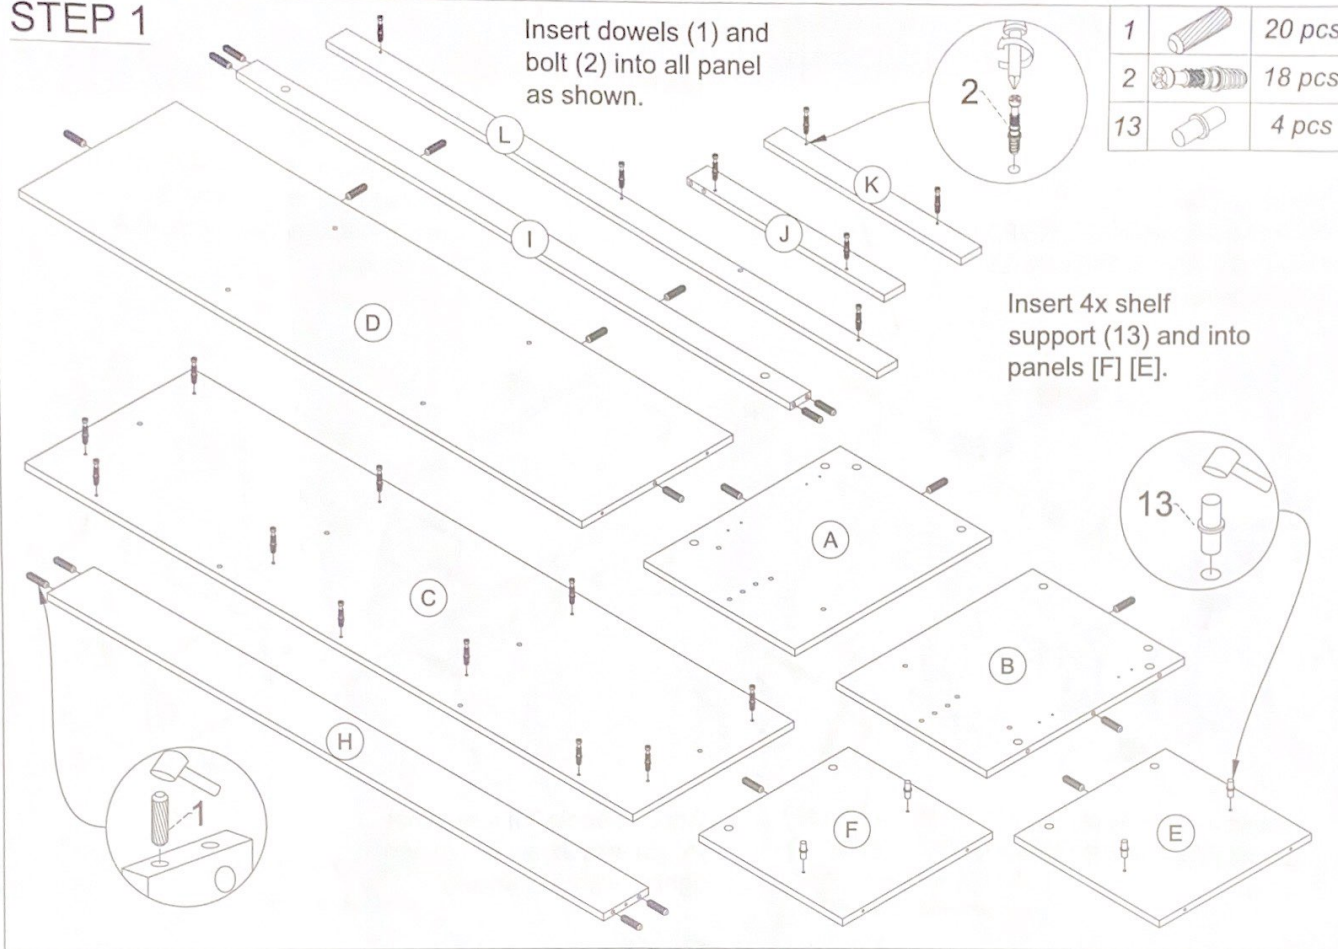 STEP 1
Insert dowels (1) and
bolt (2) into all panel
as shown.
1 20 pcs
2 18 pcs
13 4 pcs
2
L
K
J
I
D
Insert 4x shelf
support (13) and into
panels [F] [E].
13
A
C
B
H
1
F
E